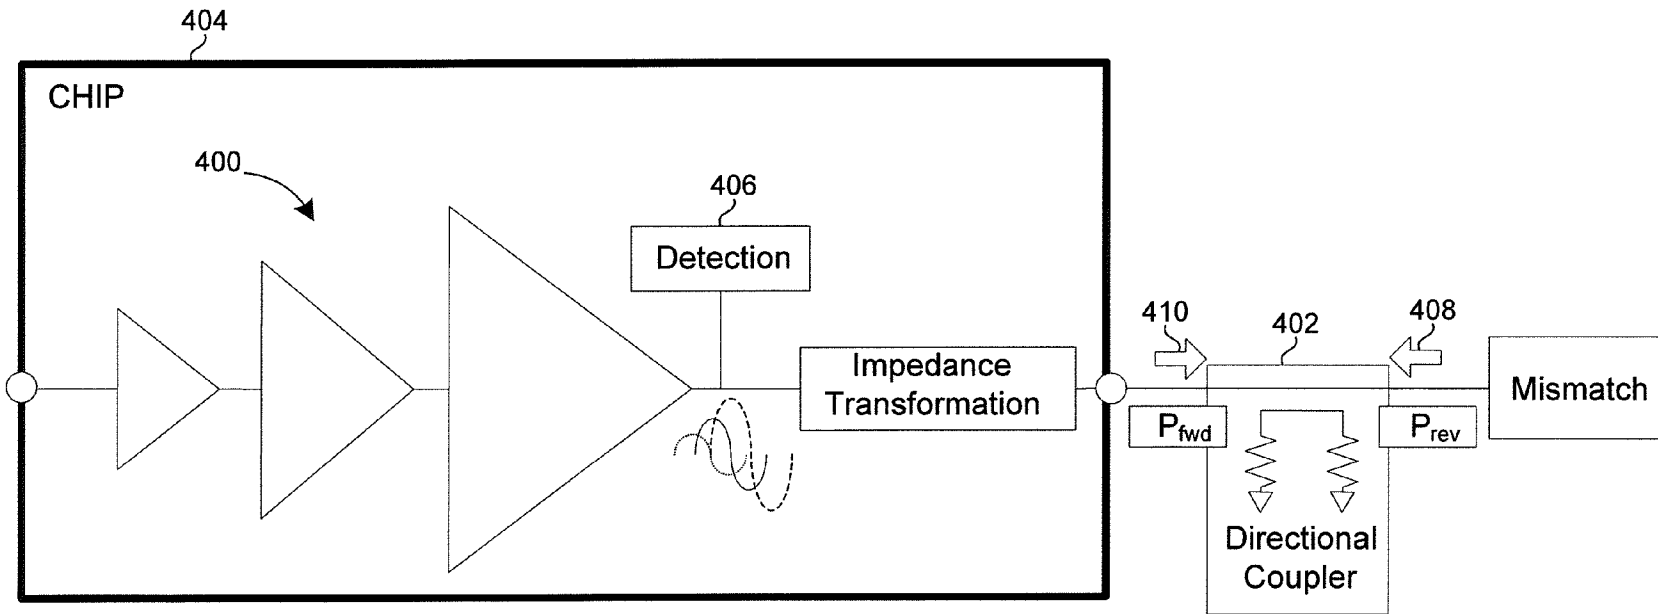 404
CHIP
400
406
Detection
410
402
408
Impedance
Transformation
Mismatch
Pfwd
Prev
Directional
Coupler